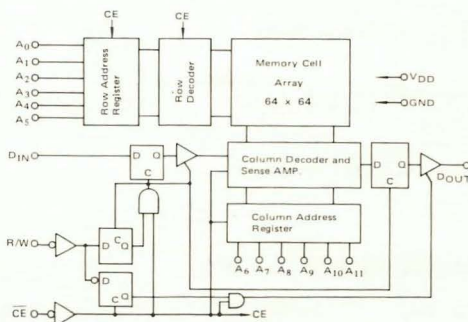 CE
CE
A0
A1
A2
A3
A4
A5
Row Address Register
Row Decoder
Memory Cell
Array
64 x 64
VDD
GND
DIN
D Q
C
Column Decoder and
Sense AMP.
D Q
C
DOUT
R/W
D C Q
Column Address
Register
A6 A7 A8 A9 A10 A11
D Q
C
CE
CE